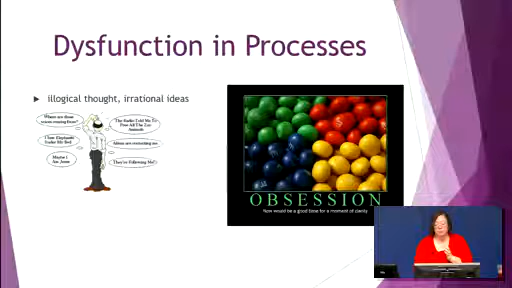 Dysfunction in Processes
illogical thought, irrational ideas
Where are those
voices coming from?
The Radio Told Me To
Free All The Zoo
Animals
I See Elephants
Under My Bed
Aliens are contacting me
Maybe I
Am Jesus
They're Following Me!!
OBSESSION
Now would be a good time for a moment of clarity